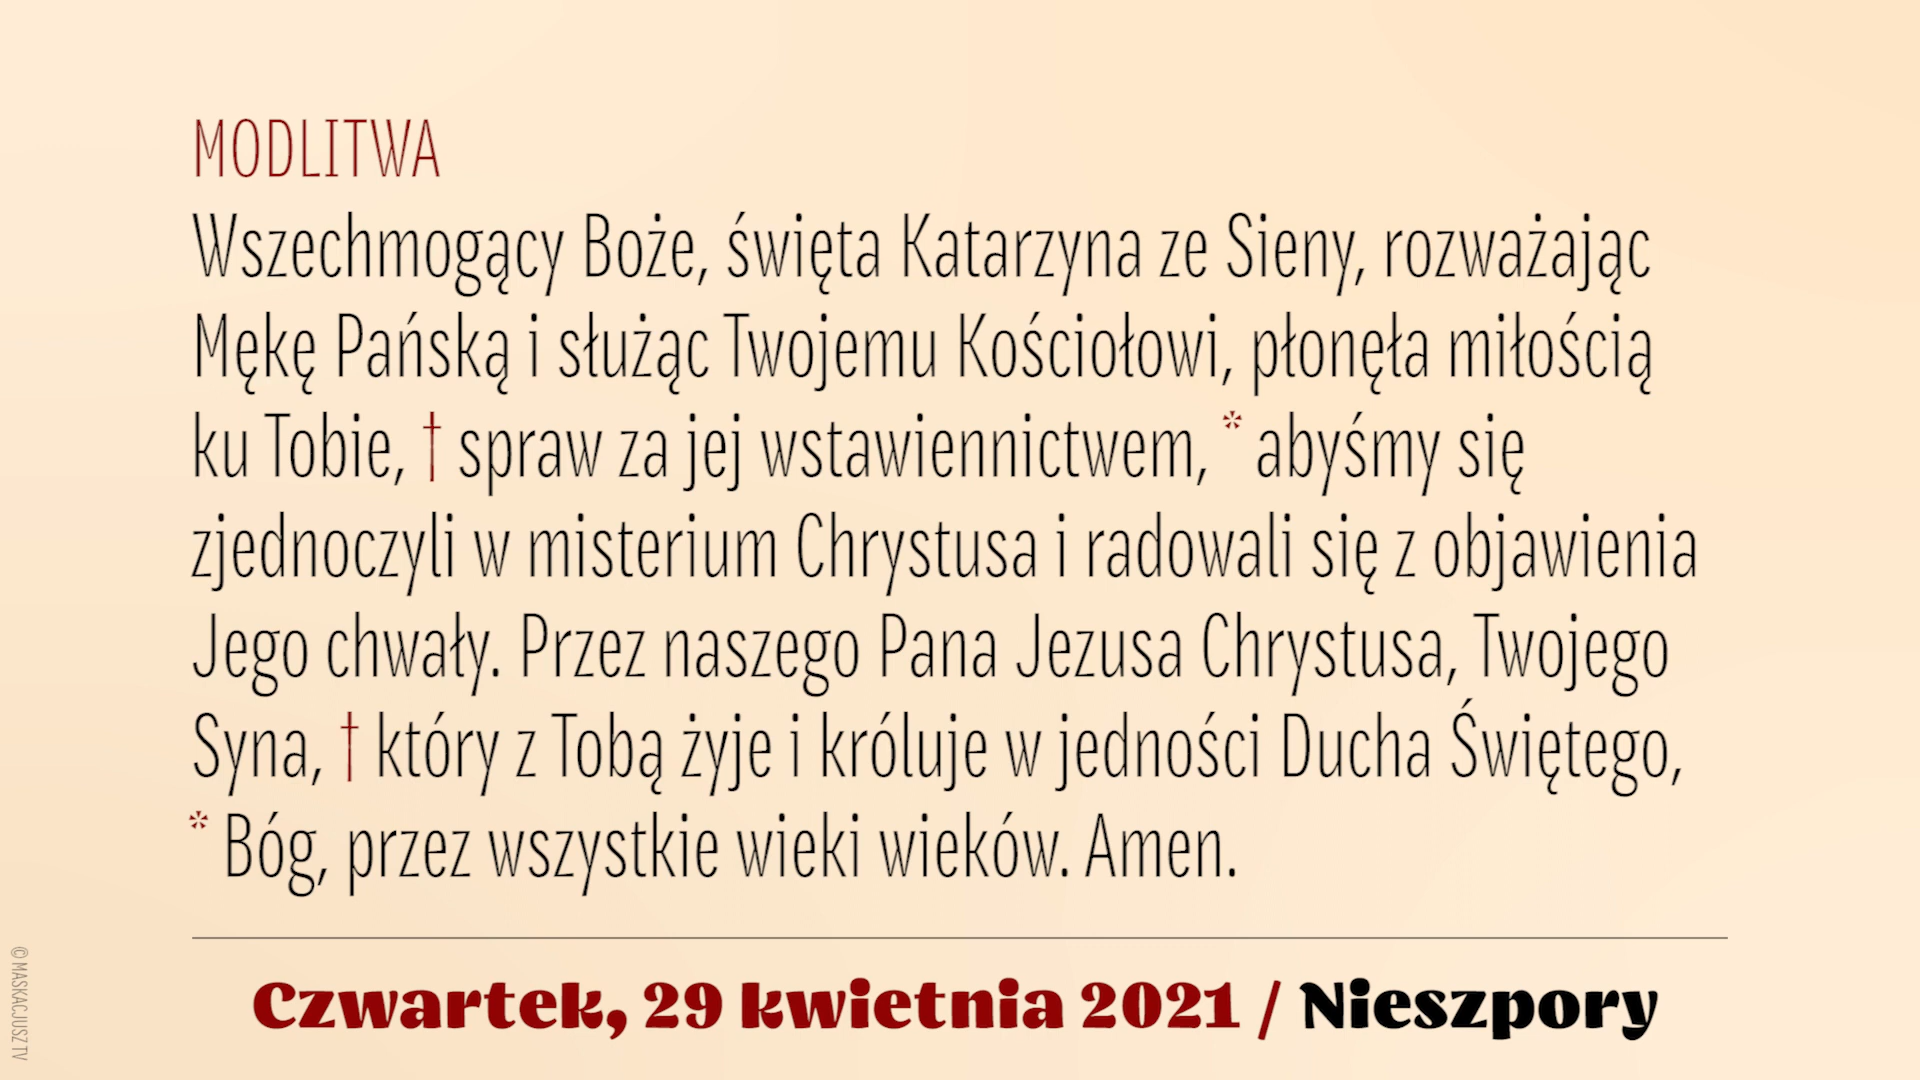 MODLITWA
Wszechmogący Boże, święta Katarzyna ze Sieny, rozważając
Mękę Pańską i służąc Twojemu Kościołowi, płonęła miłością
ku Tobie, † spraw za jej wstawiennictwem, * abyśmy się
zjednoczyli w misterium Chrystusa i radowali się z objawienia
Jego chwały. Przez naszego Pana Jezusa Chrystusa, Twojego
Syna, † który z Tobą żyje i króluje w jedności Ducha Świętego,
* Bóg, przez wszystkie wieki wieków. Amen.
Czwartek, 29 kwietnia 2021 / Nieszpory
© MASKACJUSZ TV